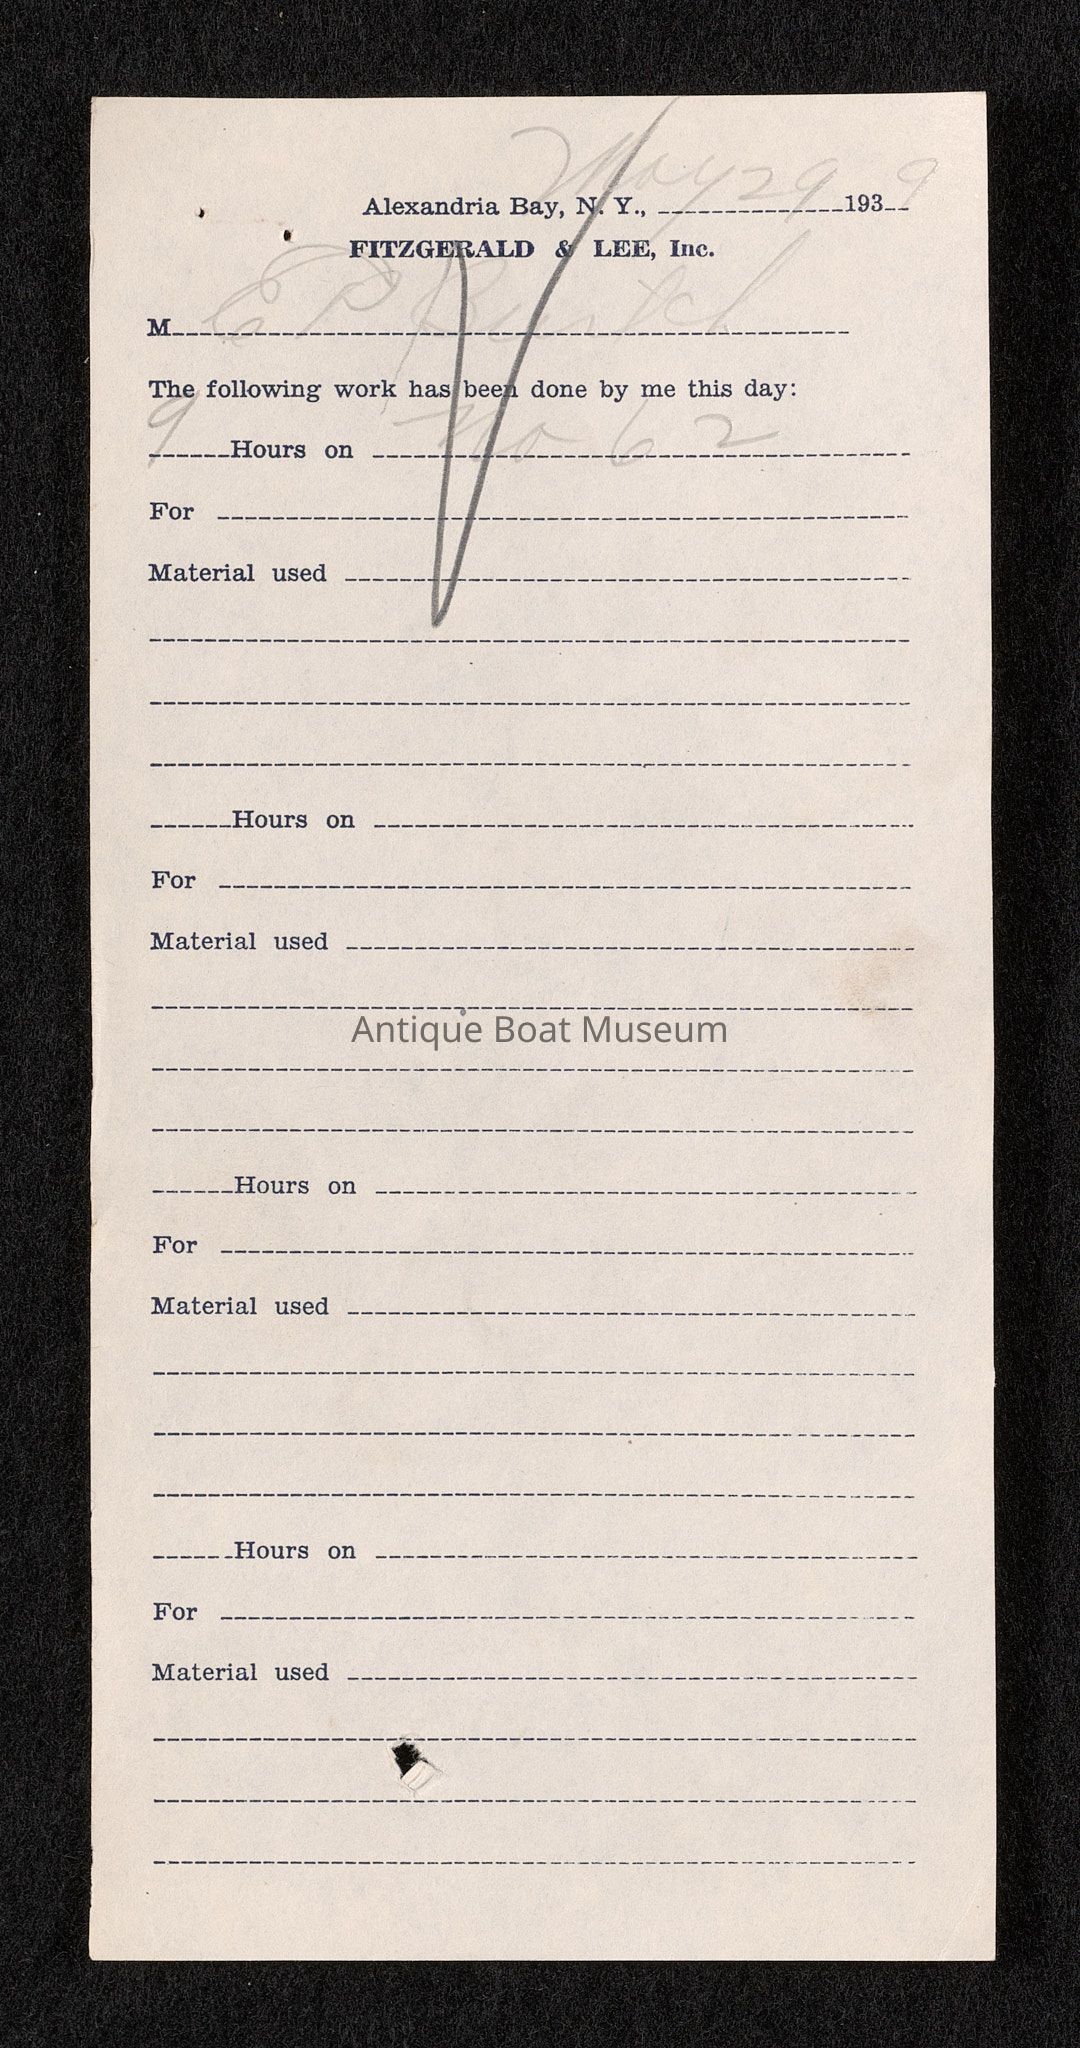 Alexandria Bay, N. Y., May 29 1939
FITZGERALD & LEE, Inc.
M E P
The following work has been done by me this day:
9 Hours on No 62
For
Material used
Hours on
For
Material used
Antique Boat Museum
Hours on
For
Material used
Hours on
For
Material used